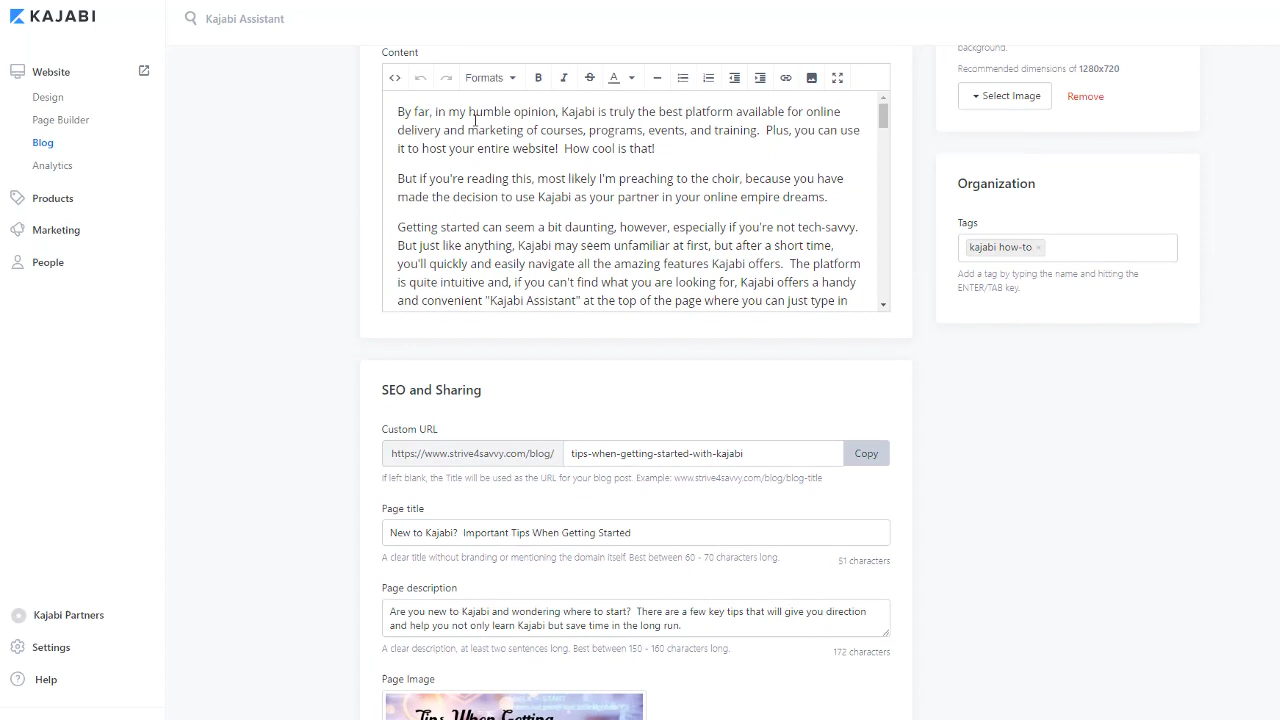 KAJABI
Kajabi Assistant
Website
Design
Page Builder
Blog
Analytics
Products
Marketing
People
Kajabi Partners
Settings
Help
Content
Formats
B
I
S
A
By far, in my humble opinion, Kajabi is truly the best platform available for online
delivery and marketing of courses, programs, events, and training.  Plus, you can use
it to host your entire website!  How cool is that!
But if you're reading this, most likely I'm preaching to the choir, because you have
made the decision to use Kajabi as your partner in your online empire dreams.
Getting started can seem a bit daunting, however, especially if you're not tech-savvy.
But just like anything, Kajabi may seem unfamiliar at first, but after a short time,
you'll quickly and easily navigate all the amazing features Kajabi offers.  The platform
is quite intuitive and, if you can't find what you are looking for, Kajabi offers a handy
and convenient "Kajabi Assistant" at the top of the page where you can just type in
SEO and Sharing
Custom URL
https://www.strive4savvy.com/blog/ tips-when-getting-started-with-kajabi Copy
If left blank, the Title will be used as the URL for your blog post. Example: www.strive4savvy.com/blog/blog-title
Page title
New to Kajabi?  Important Tips When Getting Started
A clear title without branding or mentioning the domain itself. Best between 60 - 70 characters long.
51 characters
Page description
Are you new to Kajabi and wondering where to start?  There are a few key tips that will give you direction
and help you not only learn Kajabi but save time in the long run.
A clear description, at least two sentences long. Best between 150 - 160 characters long.
172 characters
Page Image
Tips When Getting
background.
Recommended dimensions of 1280x720
Select Image
Remove
Organization
Tags
kajabi how-to ×
Add a tag by typing the name and hitting the
ENTER/TAB key.